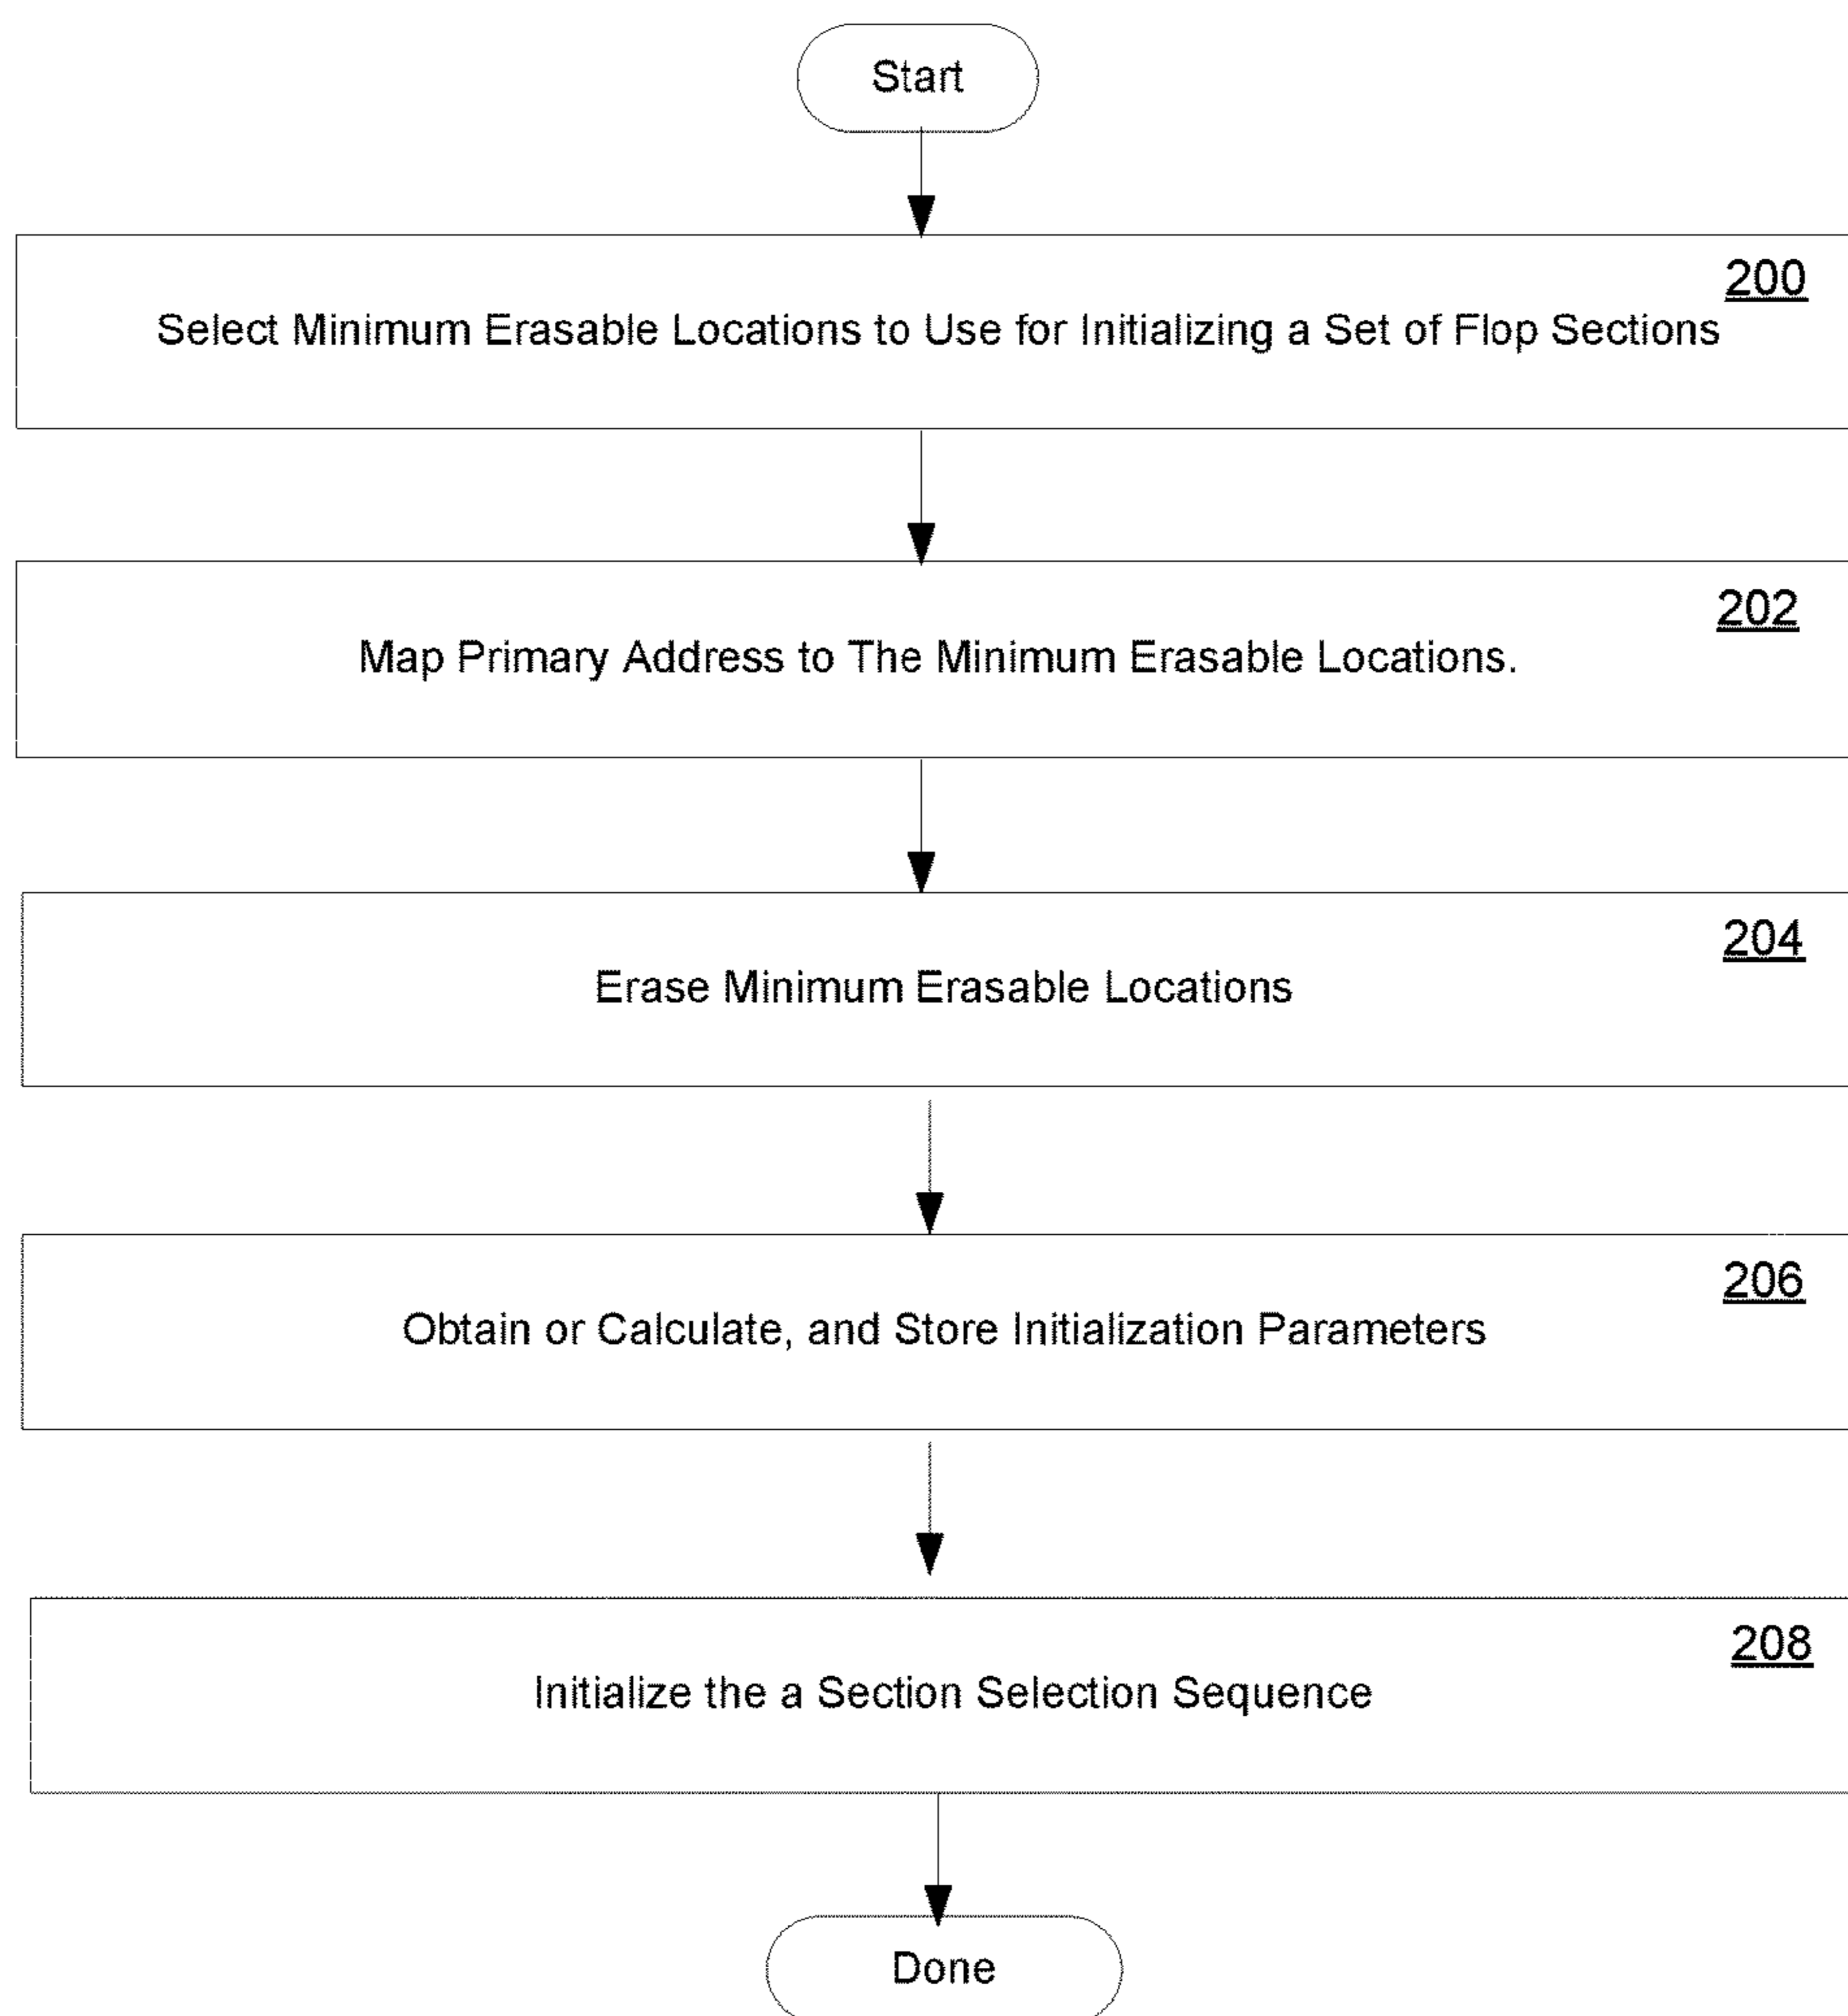 Start
200
Select Minimum Erasable Locations to Use for Initializing a Set of Flop Sections
202
Map Primary Address to The Minimum Erasable Locations.
204
Erase Minimum Erasable Locations
206
Obtain or Calculate, and Store Initialization Parameters
208
Initialize the a Section Selection Sequence
Done